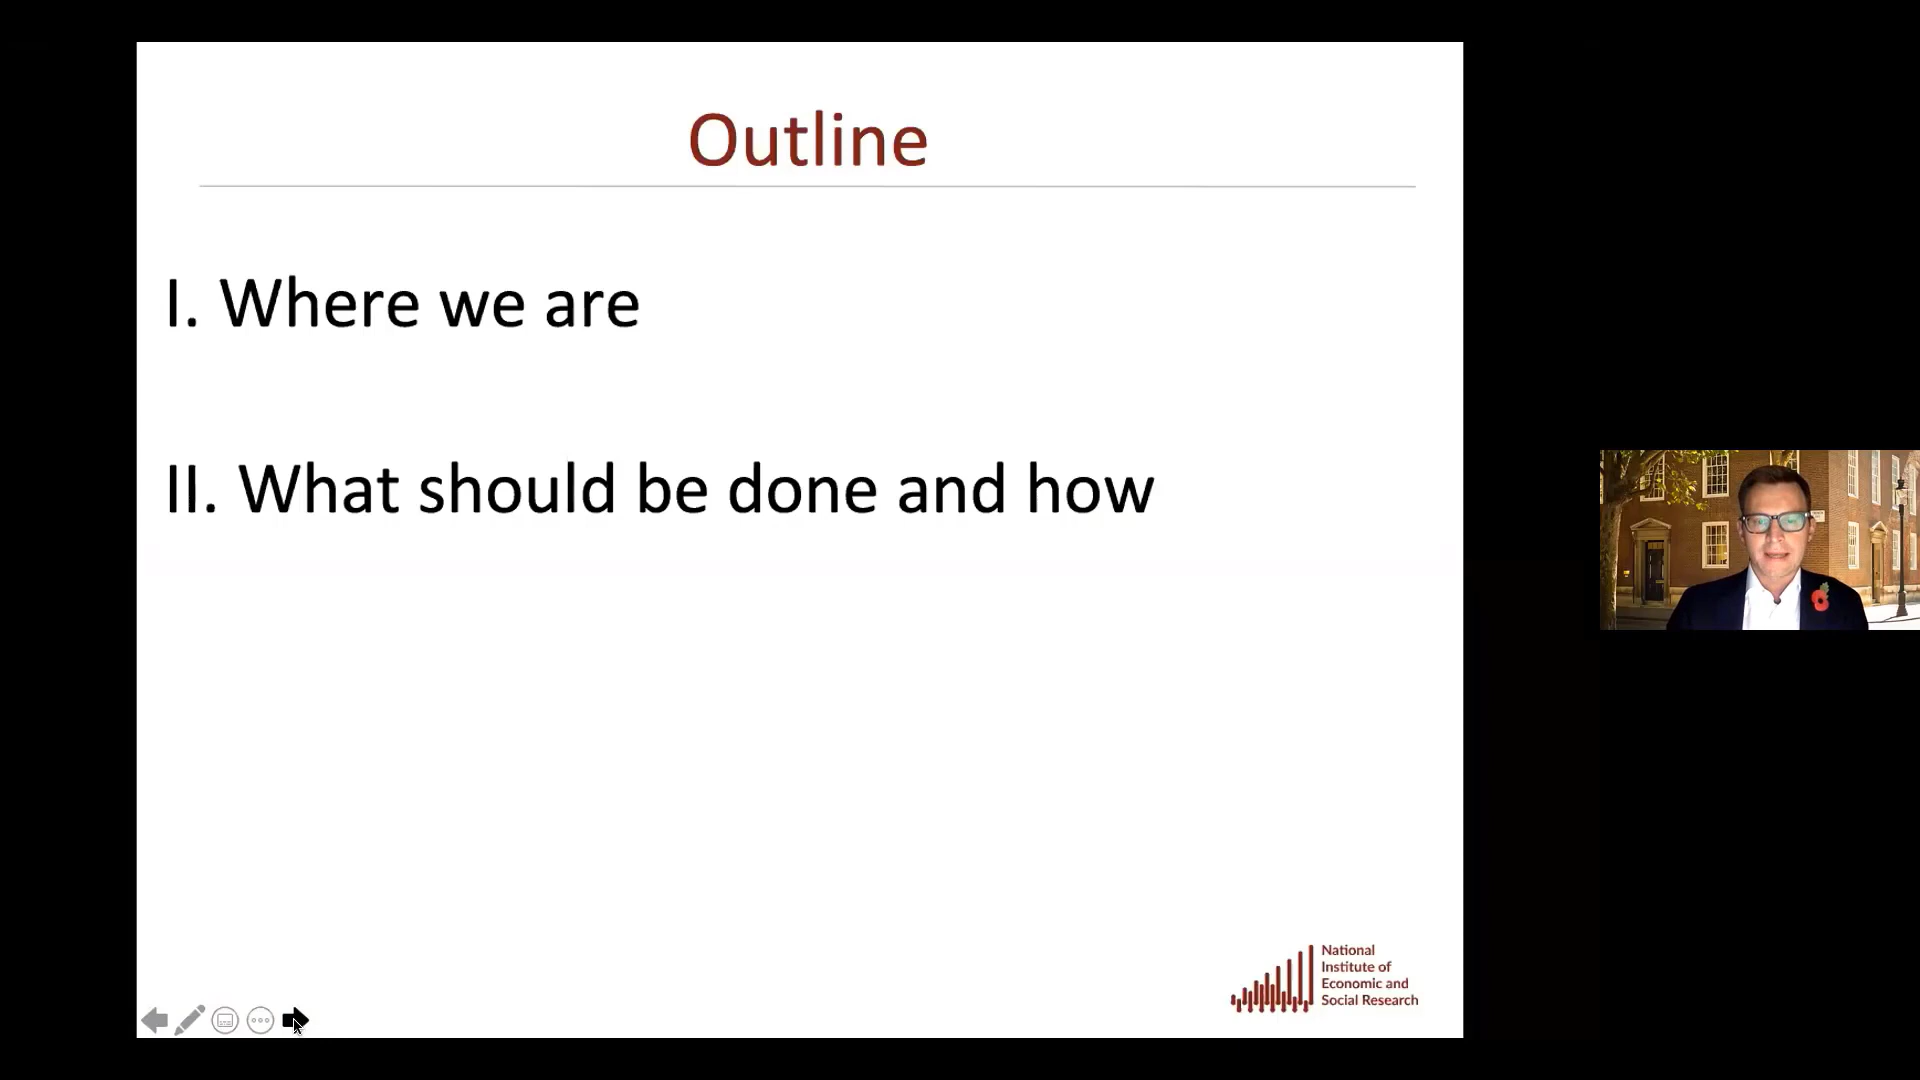 Outline
I. Where we are
II. What should be done and how
National
Institute of
Economic and
Social Research